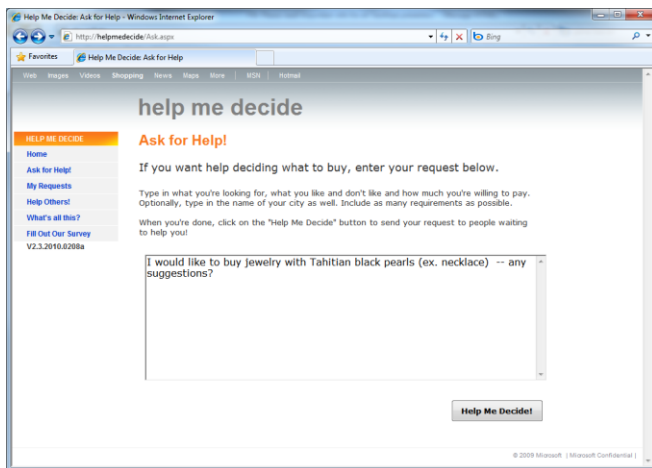 Help Me Decide: Ask for Help - Windows Internet Explorer
http://helpmedecide/Ask.aspx
Bing
Favorites
Help Me Decide: Ask for Help
Web Images Videos Shopping News Maps More | MSN | Hotmail
help me decide
HELP ME DECIDE
Home
Ask for Help!
My Requests
Help Others!
What's all this?
Fill Out Our Survey
V2.3.2010.0208a
Ask for Help!
If you want help deciding what to buy, enter your request below.
Type in what you're looking for, what you like and don't like and how much you're willing to pay.
Optionally, type in the name of your city as well. Include as many requirements as possible.
When you're done, click on the "Help Me Decide" button to send your request to people waiting
to help you!
I would like to buy jewelry with Tahitian black pearls (ex. necklace) -- any
suggestions?
Help Me Decide!
© 2009 Microsoft | Microsoft Confidential |